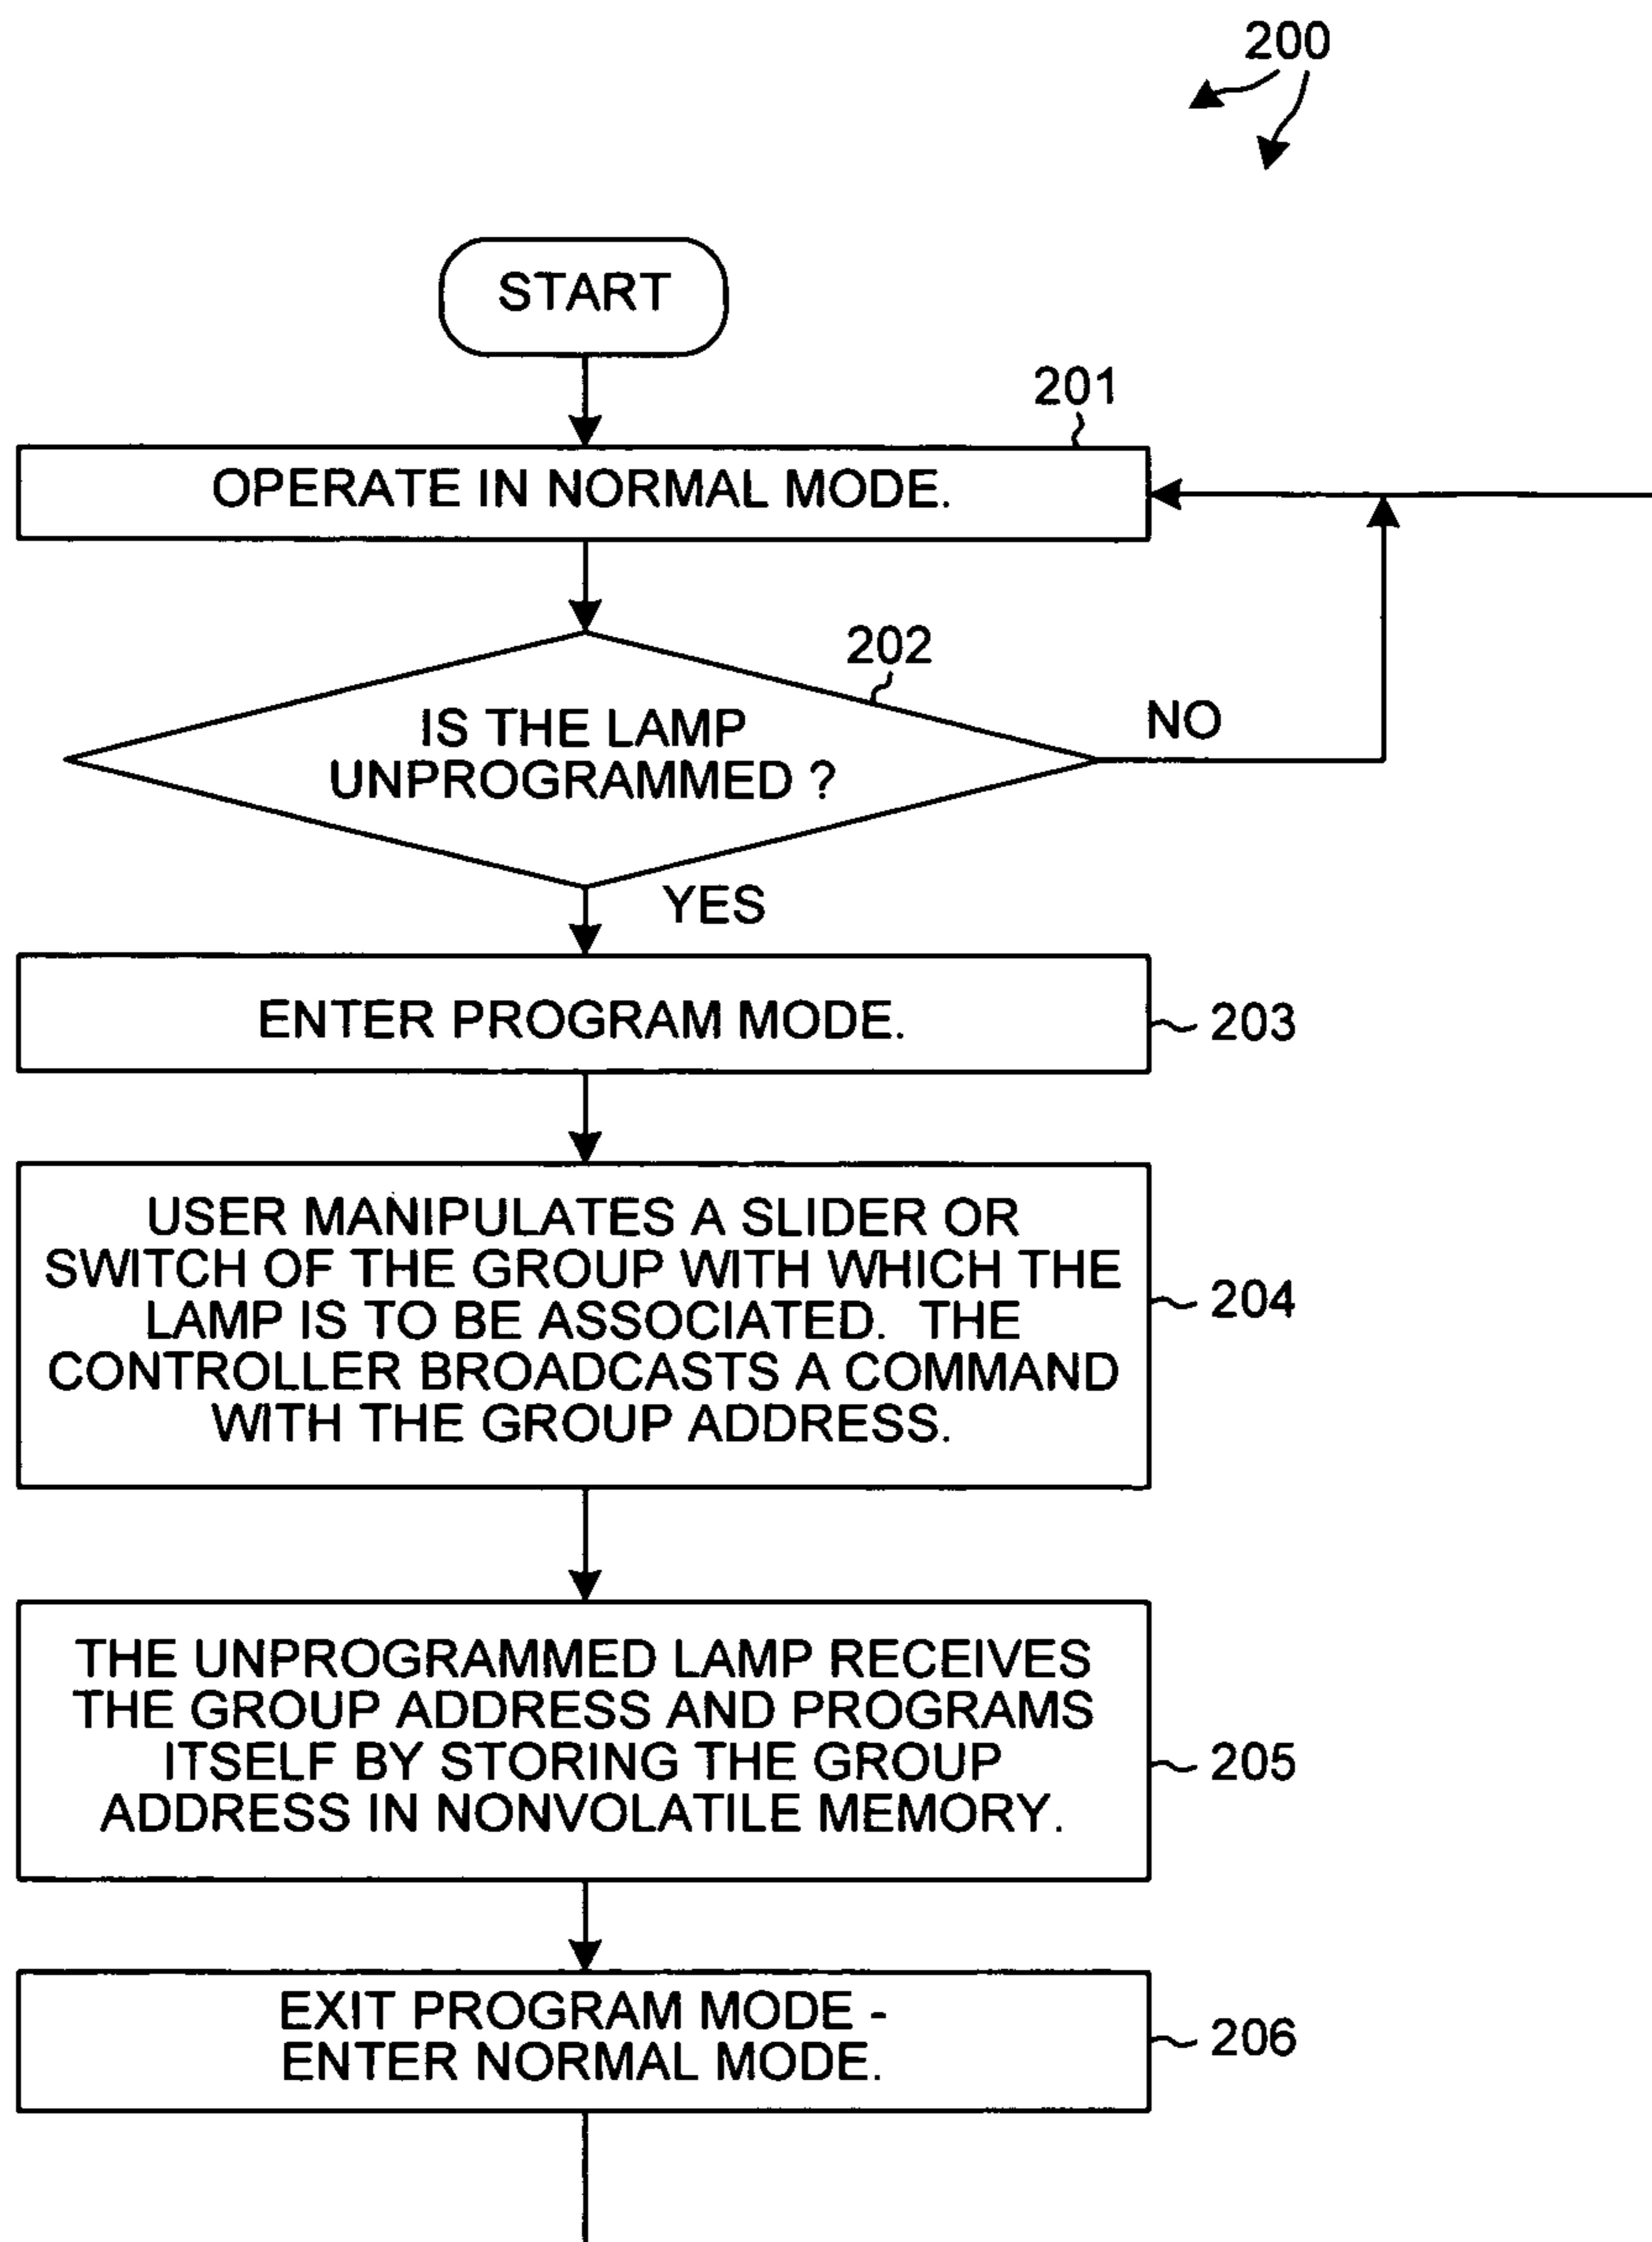 200
START
201
OPERATE IN NORMAL MODE.
202
IS THE LAMP
UNPROGRAMMED ?
NO
YES
ENTER PROGRAM MODE.
203
USER MANIPULATES A SLIDER OR
SWITCH OF THE GROUP WITH WHICH THE
LAMP IS TO BE ASSOCIATED. THE
CONTROLLER BROADCASTS A COMMAND
WITH THE GROUP ADDRESS.
204
THE UNPROGRAMMED LAMP RECEIVES
THE GROUP ADDRESS AND PROGRAMS
ITSELF BY STORING THE GROUP
ADDRESS IN NONVOLATILE MEMORY.
205
EXIT PROGRAM MODE -
ENTER NORMAL MODE.
206